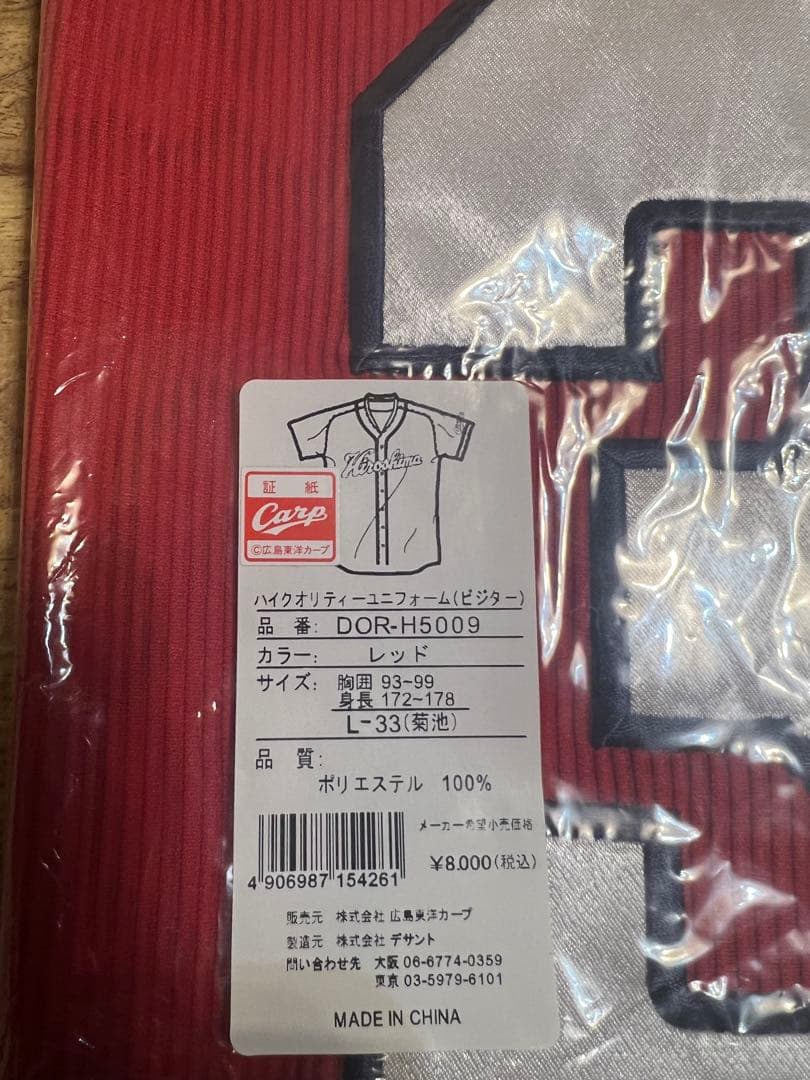 Hiroshima
証 紙
Carp
©広島東洋カープ
ハイクオリティーユニフォーム(ビジター)
品 番: DOR-H5009
カラー: レッド
サイズ: 胸囲 93~99
身長 172~178
L-33(菊池)
品 質:
ポリエステル 100%
メーカー希望小売価格
¥8.000(税込)
4 906987 154261
販売元 株式会社 広島東洋カープ
製造元 株式会社 デサント
問い合わせ先 大阪 06-6774-0359
東京 03-5979-6101
MADE IN CHINA